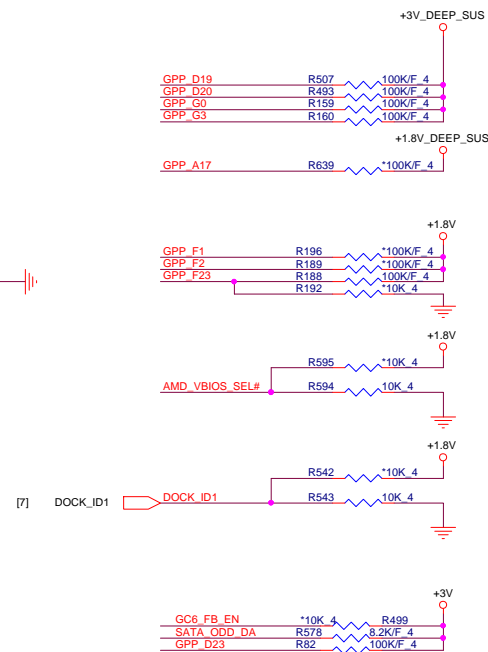 +3V_DEEP_SUS
GPP_D19 R507 100K/F_4
GPP_D20 R493 100K/F_4
GPP_G0 R159 100K/F_4
GPP_G3 R160 100K/F_4
+1.8V_DEEP_SUS
GPP_A17 R639 *100K/F_4
+1.8V
GPP_F1 R196 *100K/F_4
GPP_F2 R189 *100K/F_4
GPP_F23 R188 100K/F_4
R192 *10K_4
+1.8V
R595 *10K_4
AMD_VBIOS_SEL# R594 10K_4
+1.8V
R542 *10K_4
[7] DOCK_ID1 DOCK_ID1 R543 10K_4
+3V
GC6_FB_EN *10K_4 R499
SATA_ODD_DA R578 8.2K/F_4
GPP_D23 R82 100K/F_4